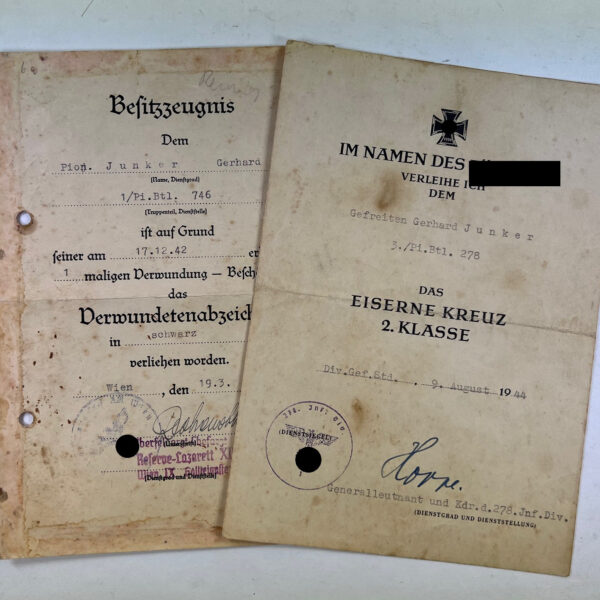 Besitzzeugnis
Dem
Pion. Junker Gerhard
(Name, Dienstgrad)
1/Pi.Btl. 746
(Truppenteil, Dienststelle)
ist auf Grund
seiner am 17.12.42
1 maligen Verwundung –
das
in schwarz
verliehen worden.
Wien, den 19.3.
Reserve-Lazarett
Wien IX
IM NAMEN DES
VERLEIHE ICH
DEM
Gefreiten Gerhard Junker
3./Pi.Btl. 278
DAS
EISERNE KREUZ
2. KLASSE
Div.Gef.Std., 9. August 1944
(DIENSTSIEGEL)
Hoppe.
Generalleutnant und Kdr.d.278.Jnf.Div.
(DIENSTGRAD UND DIENSTSTELLUNG)